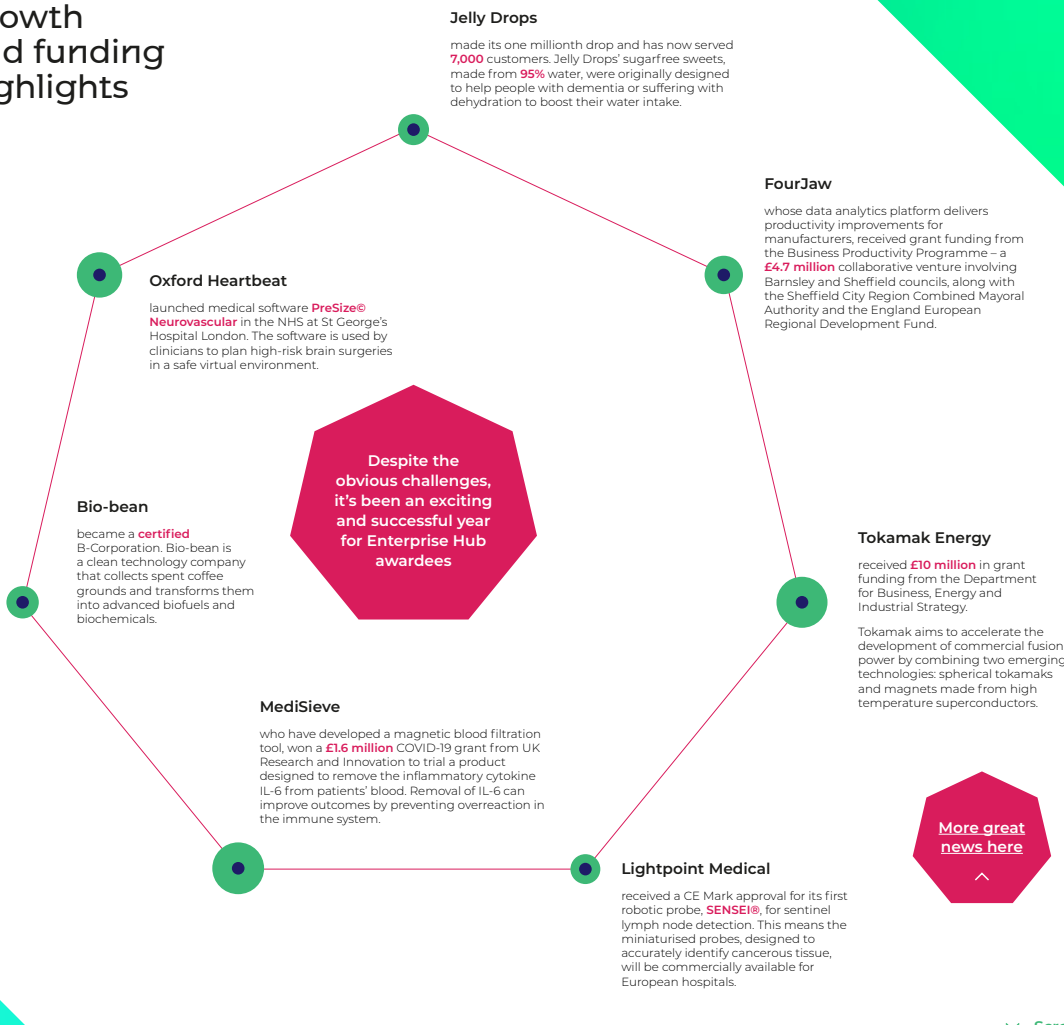 owth
d funding
ghlights
Jelly Drops
made its one millionth drop and has now served
7,000 customers. Jelly Drops’ sugarfree sweets,
made from 95% water, were originally designed
to help people with dementia or suffering with
dehydration to boost their water intake.
FourJaw
whose data analytics platform delivers
productivity improvements for
manufacturers, received grant funding from
the Business Productivity Programme – a
£4.7 million collaborative venture involving
Barnsley and Sheffield councils, along with
the Sheffield City Region Combined Mayoral
Authority and the England European
Regional Development Fund.
Oxford Heartbeat
launched medical software PreSize©
Neurovascular in the NHS at St George’s
Hospital London. The software is used by
clinicians to plan high-risk brain surgeries
in a safe virtual environment.
Despite the
obvious challenges,
it’s been an exciting
and successful year
for Enterprise Hub
awardees
Bio-bean
became a certified
B-Corporation. Bio-bean is
a clean technology company
that collects spent coffee
grounds and transforms them
into advanced biofuels and
biochemicals.
Tokamak Energy
received £10 million in grant
funding from the Department
for Business, Energy and
Industrial Strategy.
Tokamak aims to accelerate the
development of commercial fusion
power by combining two emerging
technologies: spherical tokamaks
and magnets made from high
temperature superconductors.
MediSieve
who have developed a magnetic blood filtration
tool, won a £1.6 million COVID-19 grant from UK
Research and Innovation to trial a product
designed to remove the inflammatory cytokine
IL-6 from patients’ blood. Removal of IL-6 can
improve outcomes by preventing overreaction in
the immune system.
More great
news here
Lightpoint Medical
received a CE Mark approval for its first
robotic probe, SENSEI®, for sentinel
lymph node detection. This means the
miniaturised probes, designed to
accurately identify cancerous tissue,
will be commercially available for
European hospitals.